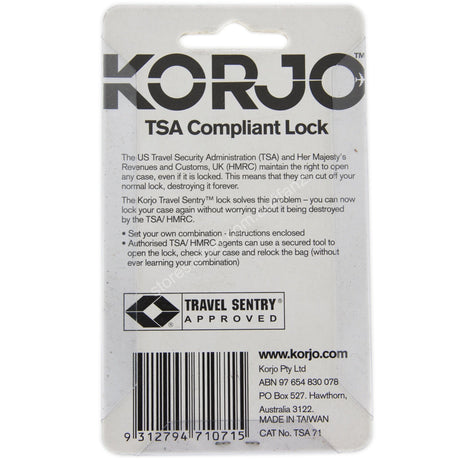 KORJO™
TSA Compliant Lock
The US Travel Security Administration (TSA) and Her Majesty's
Revenues and Customs, UK (HMRC) maintain the right to open
any case, even if it is locked. This means that they can cut off your
normal lock, destroying it forever.
The Korjo Travel Sentry™ lock solves this problem – you can now
lock your case again without worrying about it being destroyed
by the TSA/ HMRC.
• Set your own combination - instructions enclosed
• Authorised TSA/ HMRC agents can use a secured tool to
open the lock, check your case and relock the bag (without
ever learning your combination)
TRAVEL SENTRY®
APPROVED
www.korjo.com
Korjo Pty Ltd
ABN 97 654 830 078
PO Box 527. Hawthorn,
Australia 3122.
MADE IN TAIWAN
CAT No. TSA 71
9 312794 710715